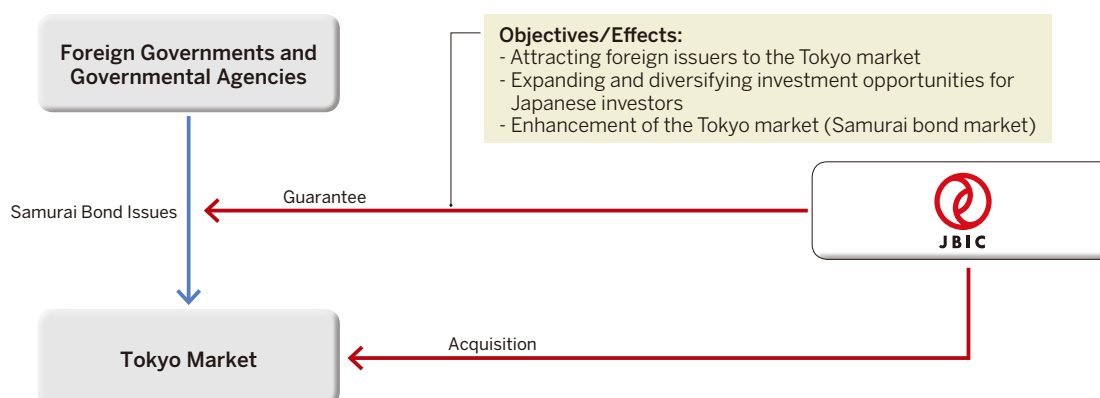 Foreign Governments and
Governmental Agencies
Objectives/Effects:
- Attracting foreign issuers to the Tokyo market
- Expanding and diversifying investment opportunities for
Japanese investors
- Enhancement of the Tokyo market (Samurai bond market)
Guarantee
Samurai Bond Issues
JBIC
Acquisition
Tokyo Market